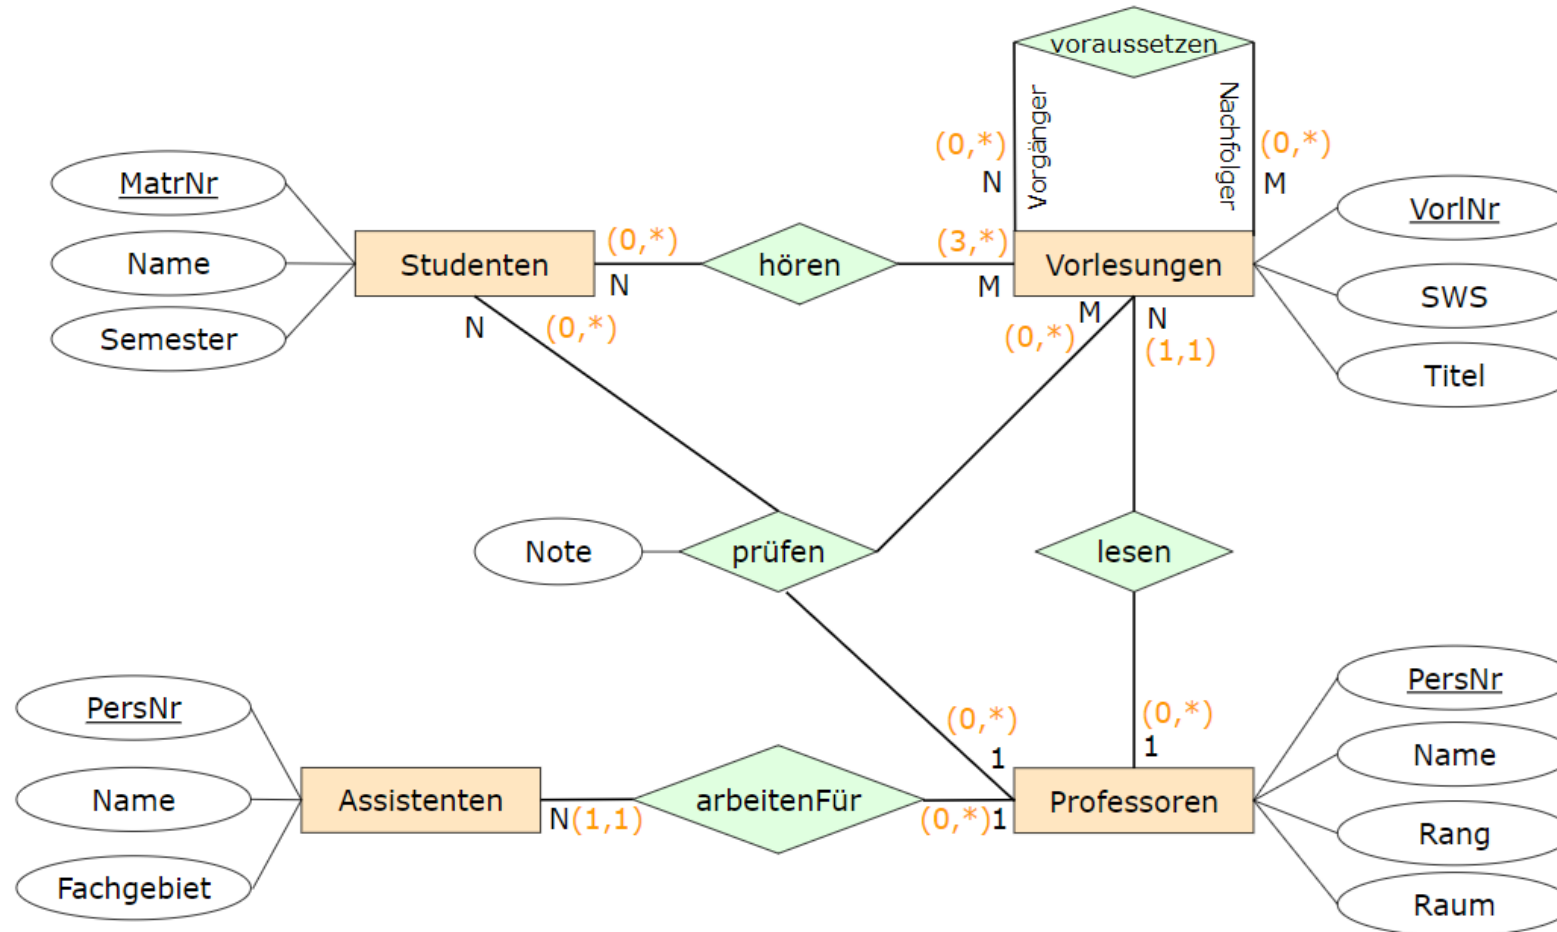 voraussetzen
Vorgänger
Nachfolger
(0,*)
N
(0,*)
M
MatrNr
Name
Semester
Studenten
(0,*)
N
hören
(3,*)
M
Vorlesungen
VorlNr
SWS
Titel
N
(0,*)
(0,*)
M
N
(1,1)
Note
prüfen
lesen
(0,*)
1
(0,*)
1
PersNr
Name
Fachgebiet
Assistenten
N(1,1)
arbeitenFür
(0,*)1
Professoren
PersNr
Name
Rang
Raum